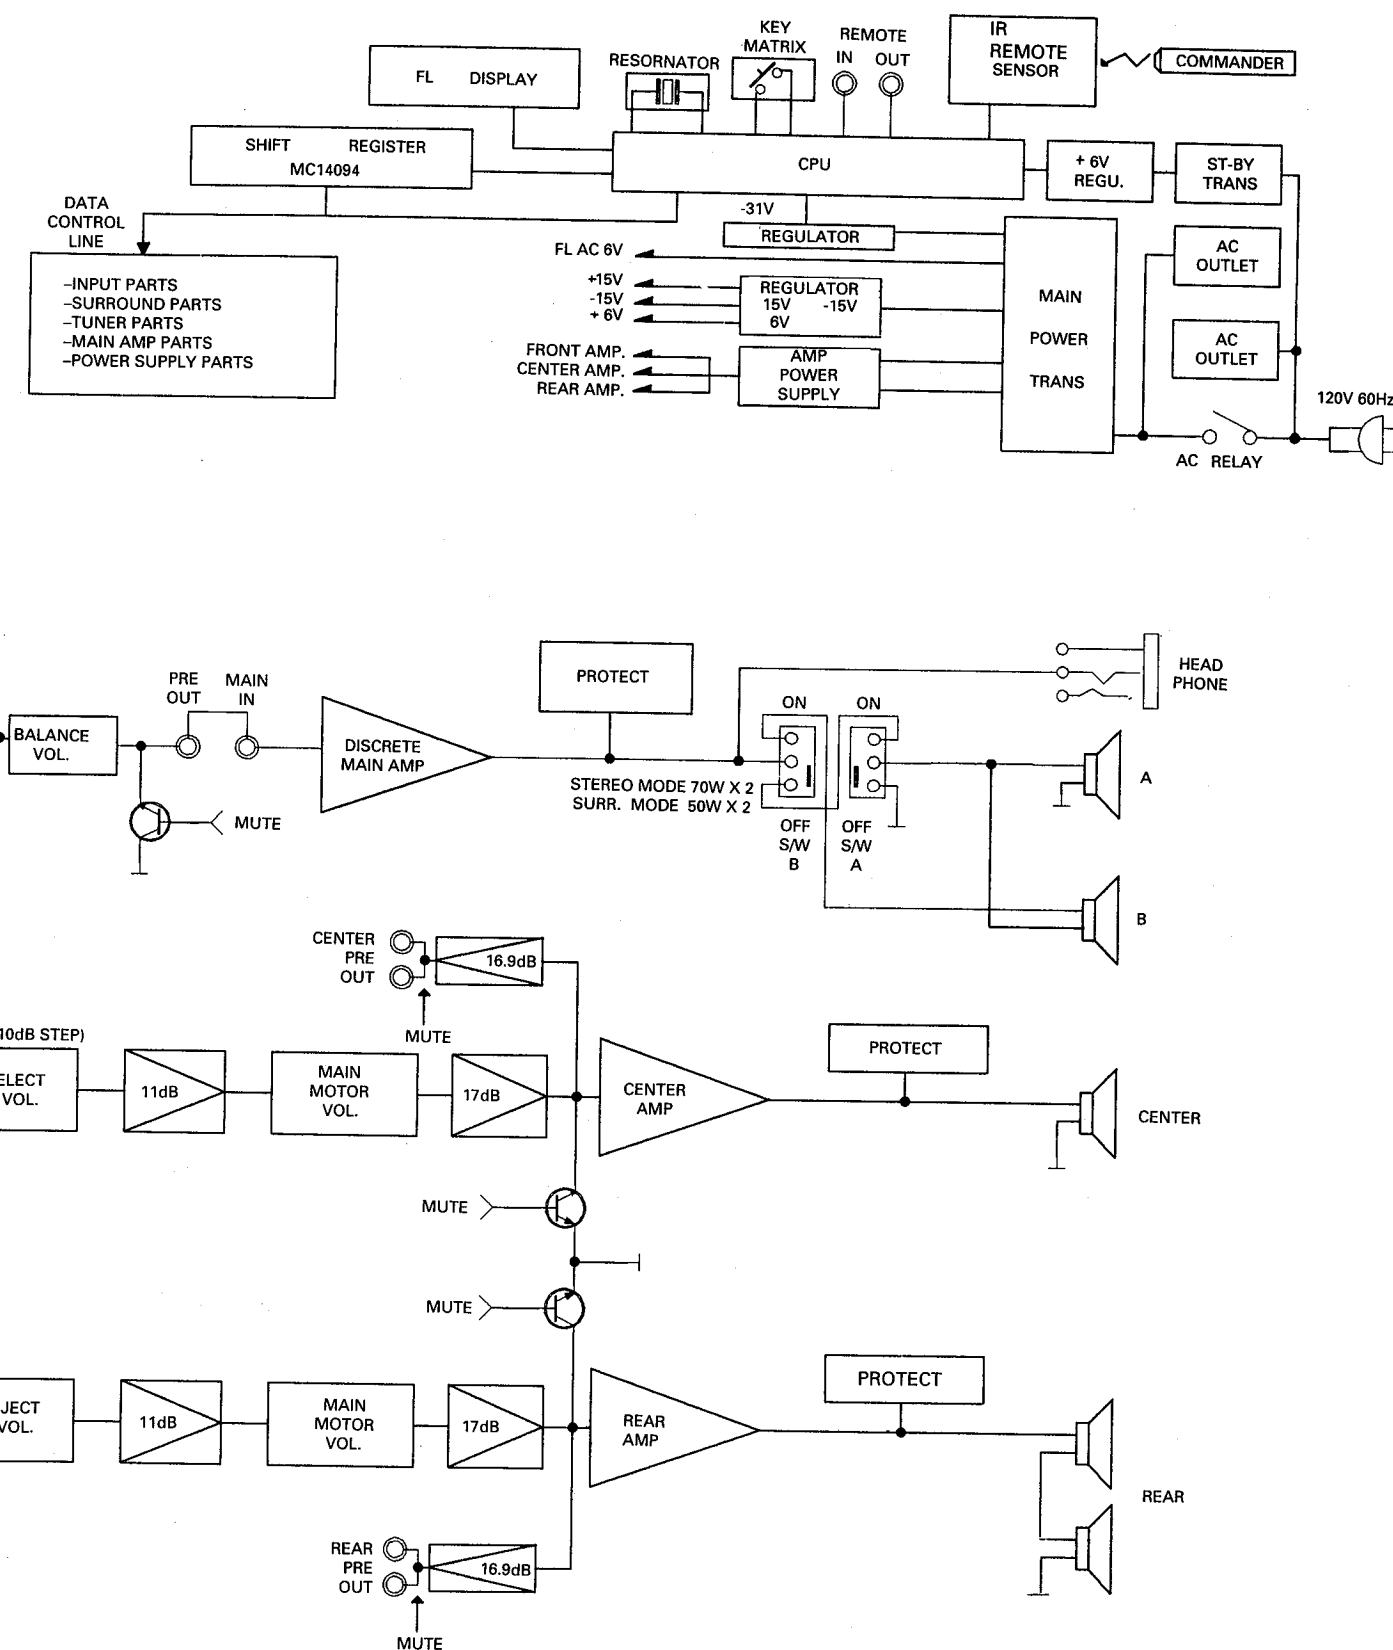 FL DISPLAY
RESORNATOR
KEY
MATRIX
REMOTE
IN OUT
IR
REMOTE
SENSOR
COMMANDER
SHIFT REGISTER
MC14094
CPU
+ 6V
REGU.
ST-BY
TRANS
DATA
CONTROL
LINE
-31V
REGULATOR
FL AC 6V
AC
OUTLET
–INPUT PARTS
–SURROUND PARTS
–TUNER PARTS
–MAIN AMP PARTS
–POWER SUPPLY PARTS
+15V
-15V
+ 6V
REGULATOR
15V -15V
6V
MAIN
POWER
TRANS
AC
OUTLET
FRONT AMP.
CENTER AMP.
REAR AMP.
AMP
POWER
SUPPLY
120V 60Hz
AC RELAY
PRE
OUT
MAIN
IN
PROTECT
HEAD
PHONE
BALANCE
VOL.
DISCRETE
MAIN AMP
ON
ON
STEREO MODE 70W X 2
SURR. MODE 50W X 2
A
MUTE
OFF
S/W
B
OFF
S/W
A
B
CENTER
PRE
OUT
16.9dB
MUTE
10dB STEP)
ELECT
VOL.
11dB
MAIN
MOTOR
VOL.
17dB
CENTER
AMP
PROTECT
CENTER
MUTE
MUTE
JECT
VOL.
11dB
MAIN
MOTOR
VOL.
17dB
REAR
AMP
PROTECT
REAR
REAR
PRE
OUT
16.9dB
MUTE